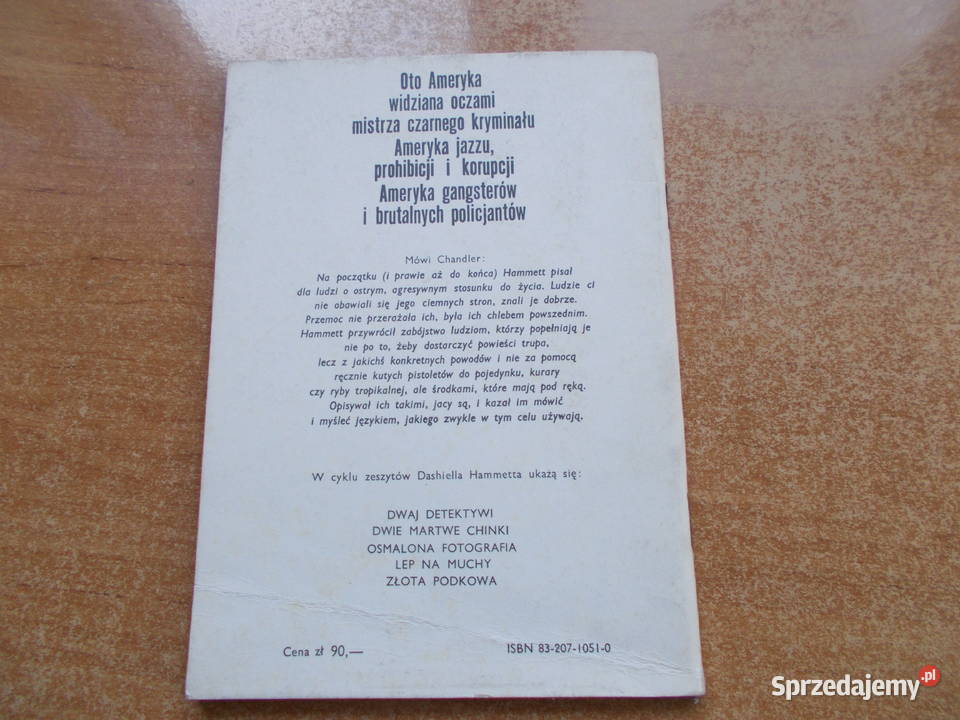 Oto Ameryka
widziana oczami
mistrza czarnego kryminału
Ameryka jazzu,
prohibicji i korupcji
Ameryka gangsterów
i brutalnych policjantów
Mówi Chandler:
Na początku (i prawie aż do końca) Hammett pisał
dla ludzi o ostrym, agresywnym stosunku do życia. Ludzie ci
nie obawiali się jego ciemnych stron, znali je dobrze.
Przemoc nie przerażała ich, była ich chlebem powszednim.
Hammett przywrócił zabójstwo ludziom, którzy popełniają je
nie po to, żeby dostarczyć powieści trupa,
lecz z jakichś konkretnych powodów i nie za pomocą
ręcznie kutych pistoletów do pojedynku, kurary
czy ryby tropikalnej, ale środkami, które mają pod ręką.
Opisywał ich takimi, jacy są, i kazał im mówić
i myśleć językiem, jakiego zwykle w tym celu używają.
W cyklu zeszytów Dashiella Hammetta ukażą się:
DWAJ DETEKTYWI
DWIE MARTWE CHINKI
OSMALONA FOTOGRAFIA
LEP NA MUCHY
ZŁOTA PODKOWA
Cena zł 90,—
ISBN 83-207-1051-0
Sprzedajemy.pl